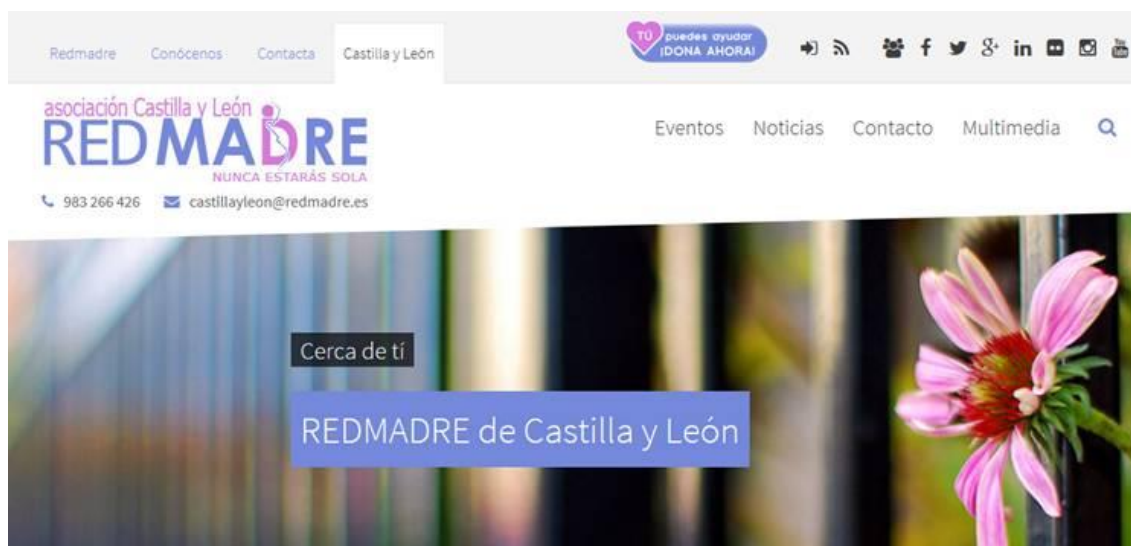 Redmadre Conócenos Contacta Castilla y León
TÚ puedes ayudar
¡DONA AHORA!
asociación Castilla y León
REDMADRE
NUNCA ESTARÁS SOLA
983 266 426 castillayleon@redmadre.es
Eventos Noticias Contacto Multimedia
Cerca de tí
REDMADRE de Castilla y León